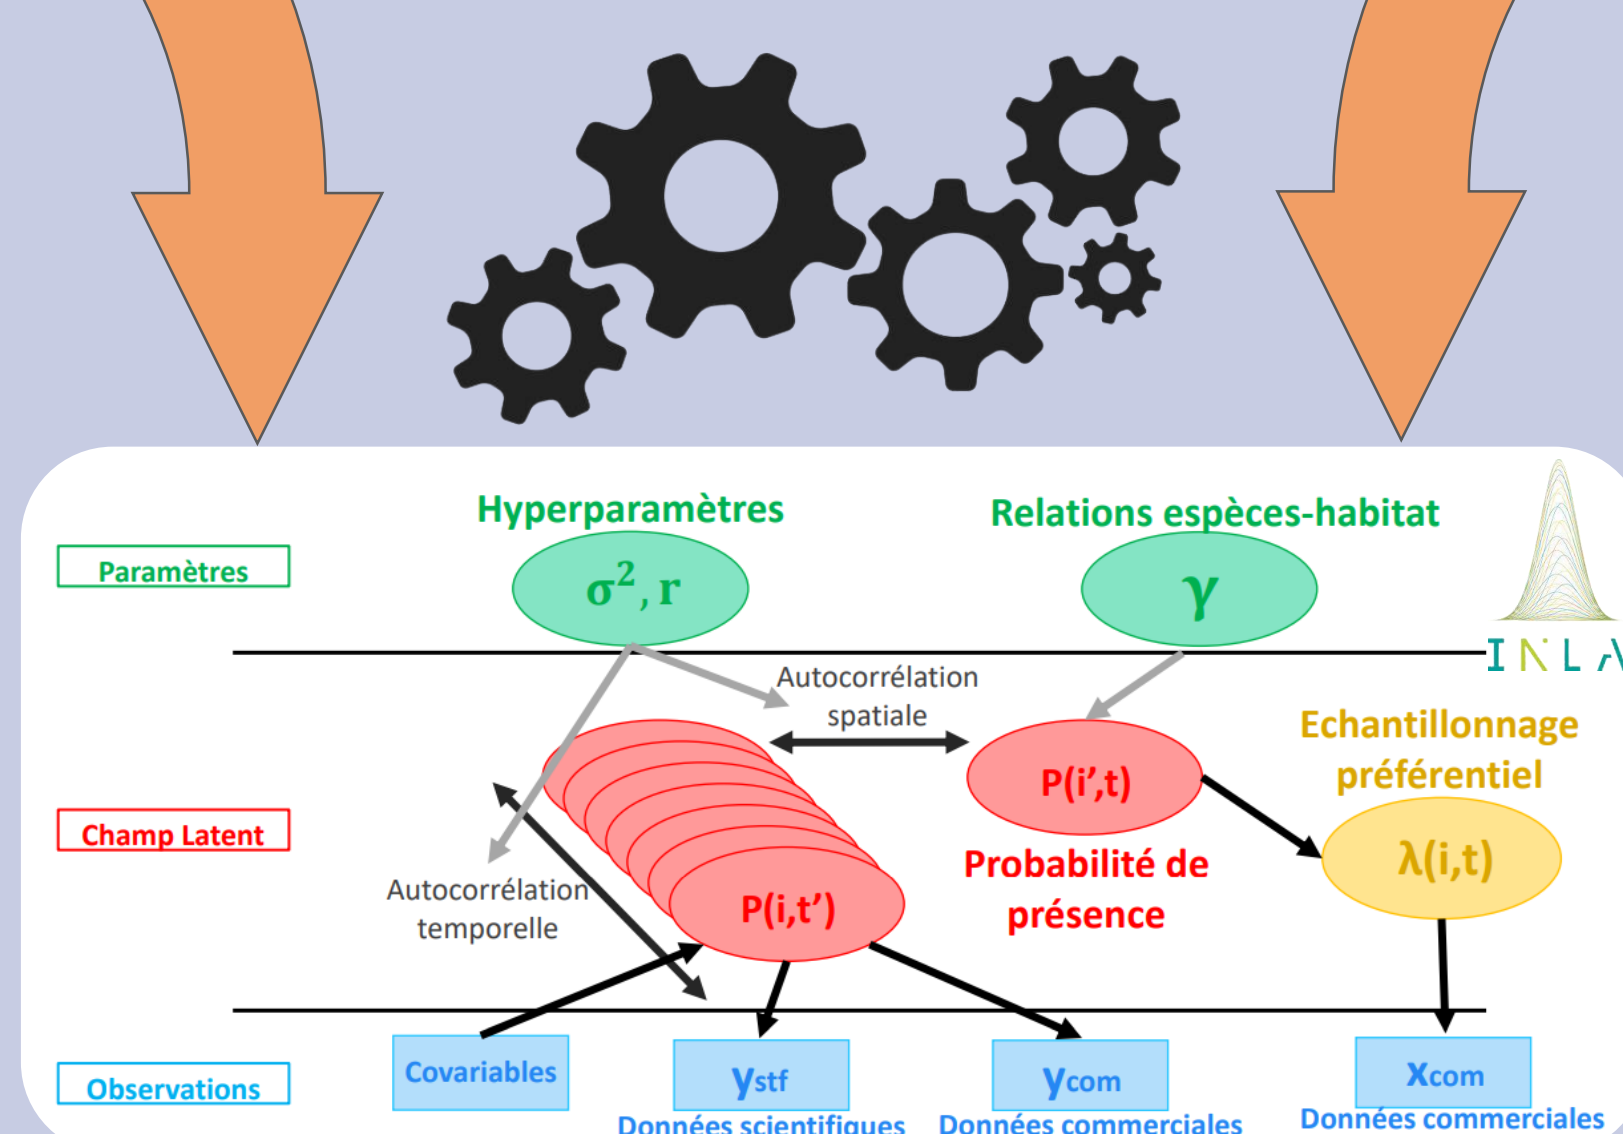 Hyperparamètres
Relations espèces-habitat
Paramètres
σ², r
γ
INLA
Autocorrélation
spatiale
Echantillonnage
préférentiel
P(i',t)
Champ Latent
λ(i,t)
Probabilité de
présence
Autocorrélation
temporelle
P(i,t')
Observations
Covariables
ystf
ycom
xcom
Données scientifiques
Données commerciales
Données commerciales